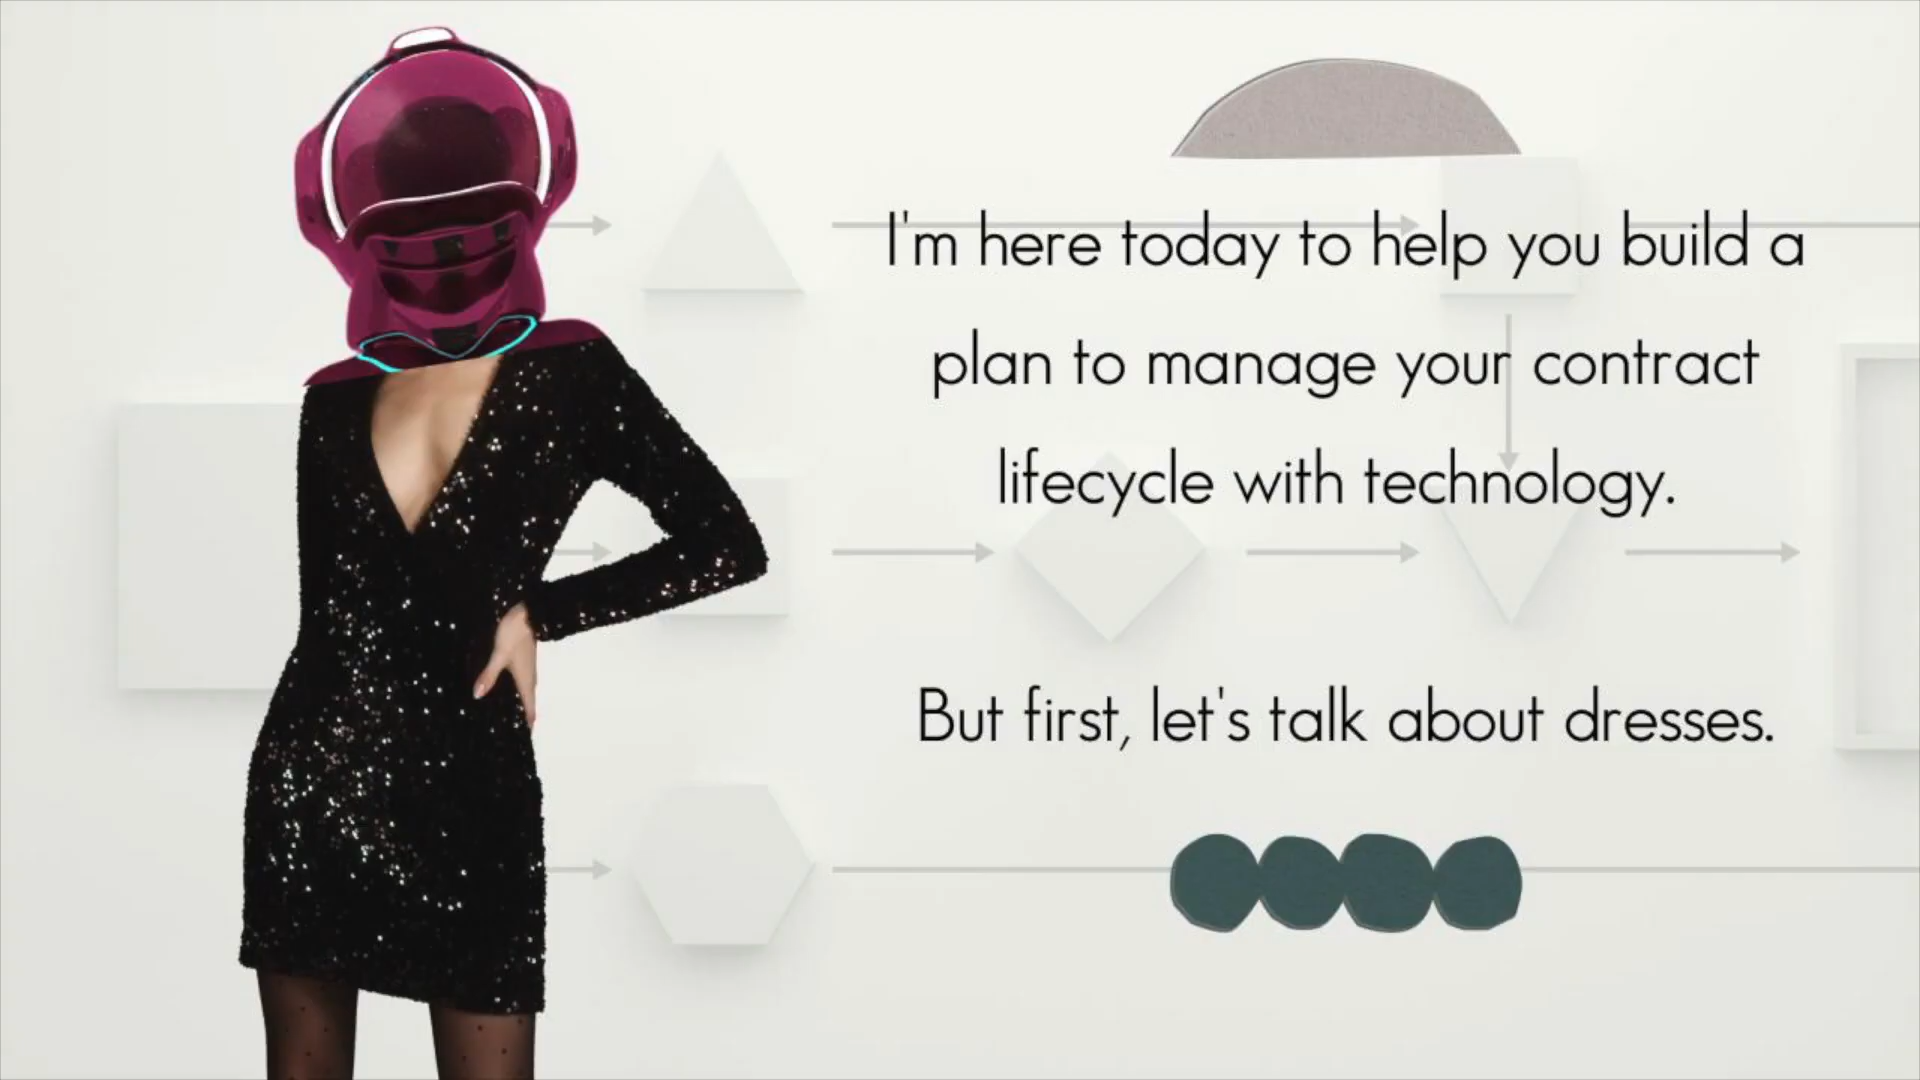 I'm here today to help you build a
plan to manage your contract
lifecycle with technology.
But first, let's talk about dresses.